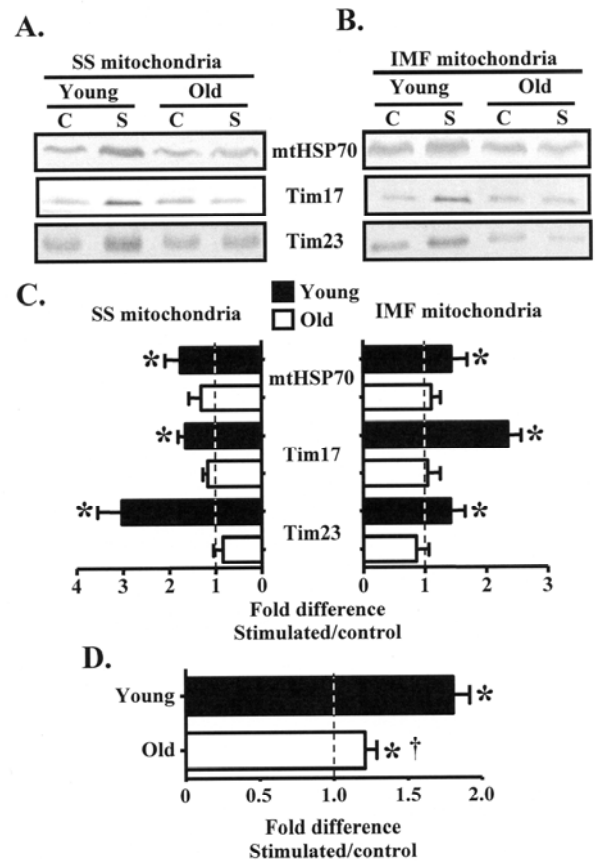 A.
SS mitochondria
Young Old
C S C S
B.
IMF mitochondria
Young Old
C S C S
mtHSP70
Tim17
Tim23
C.
SS mitochondria
Young
Old
IMF mitochondria
mtHSP70
* *
Tim17
* *
Tim23
* *
4 3 2 1 0 0 1 2 3
Fold difference
Stimulated/control
D.
Young *
Old * †
0 0.5 1.0 1.5 2.0
Fold difference
Stimulated/control